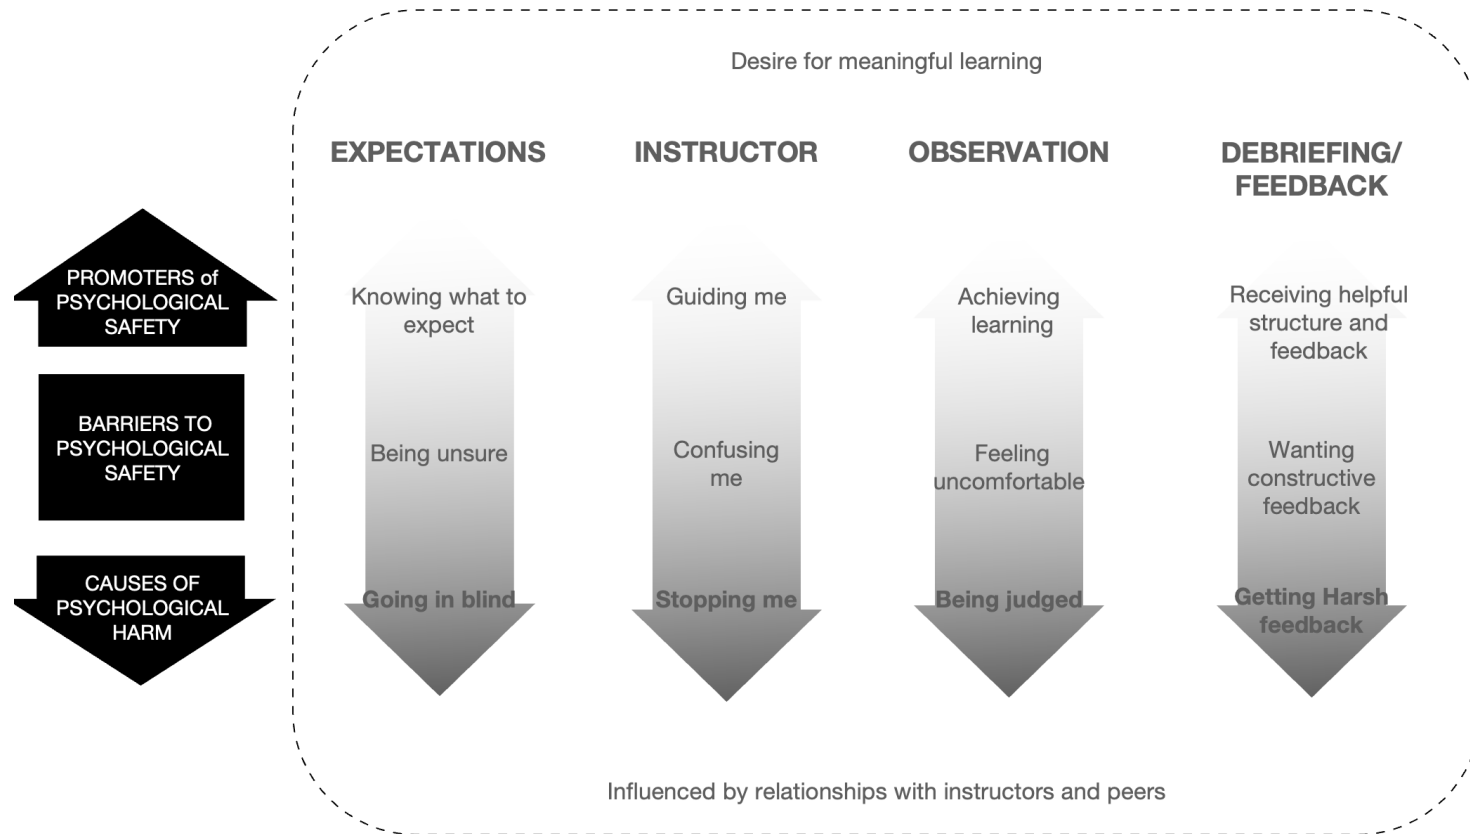 Desire for meaningful learning
EXPECTATIONS
INSTRUCTOR
OBSERVATION
DEBRIEFING/
FEEDBACK
PROMOTERS of
PSYCHOLOGICAL
SAFETY
Knowing what to
expect
Guiding me
Achieving
learning
Receiving helpful
structure and
feedback
BARRIERS TO
PSYCHOLOGICAL
SAFETY
Being unsure
Confusing
me
Feeling
uncomfortable
Wanting
constructive
feedback
CAUSES OF
PSYCHOLOGICAL
HARM
Going in blind
Stopping me
Being judged
Getting Harsh
feedback
Influenced by relationships with instructors and peers